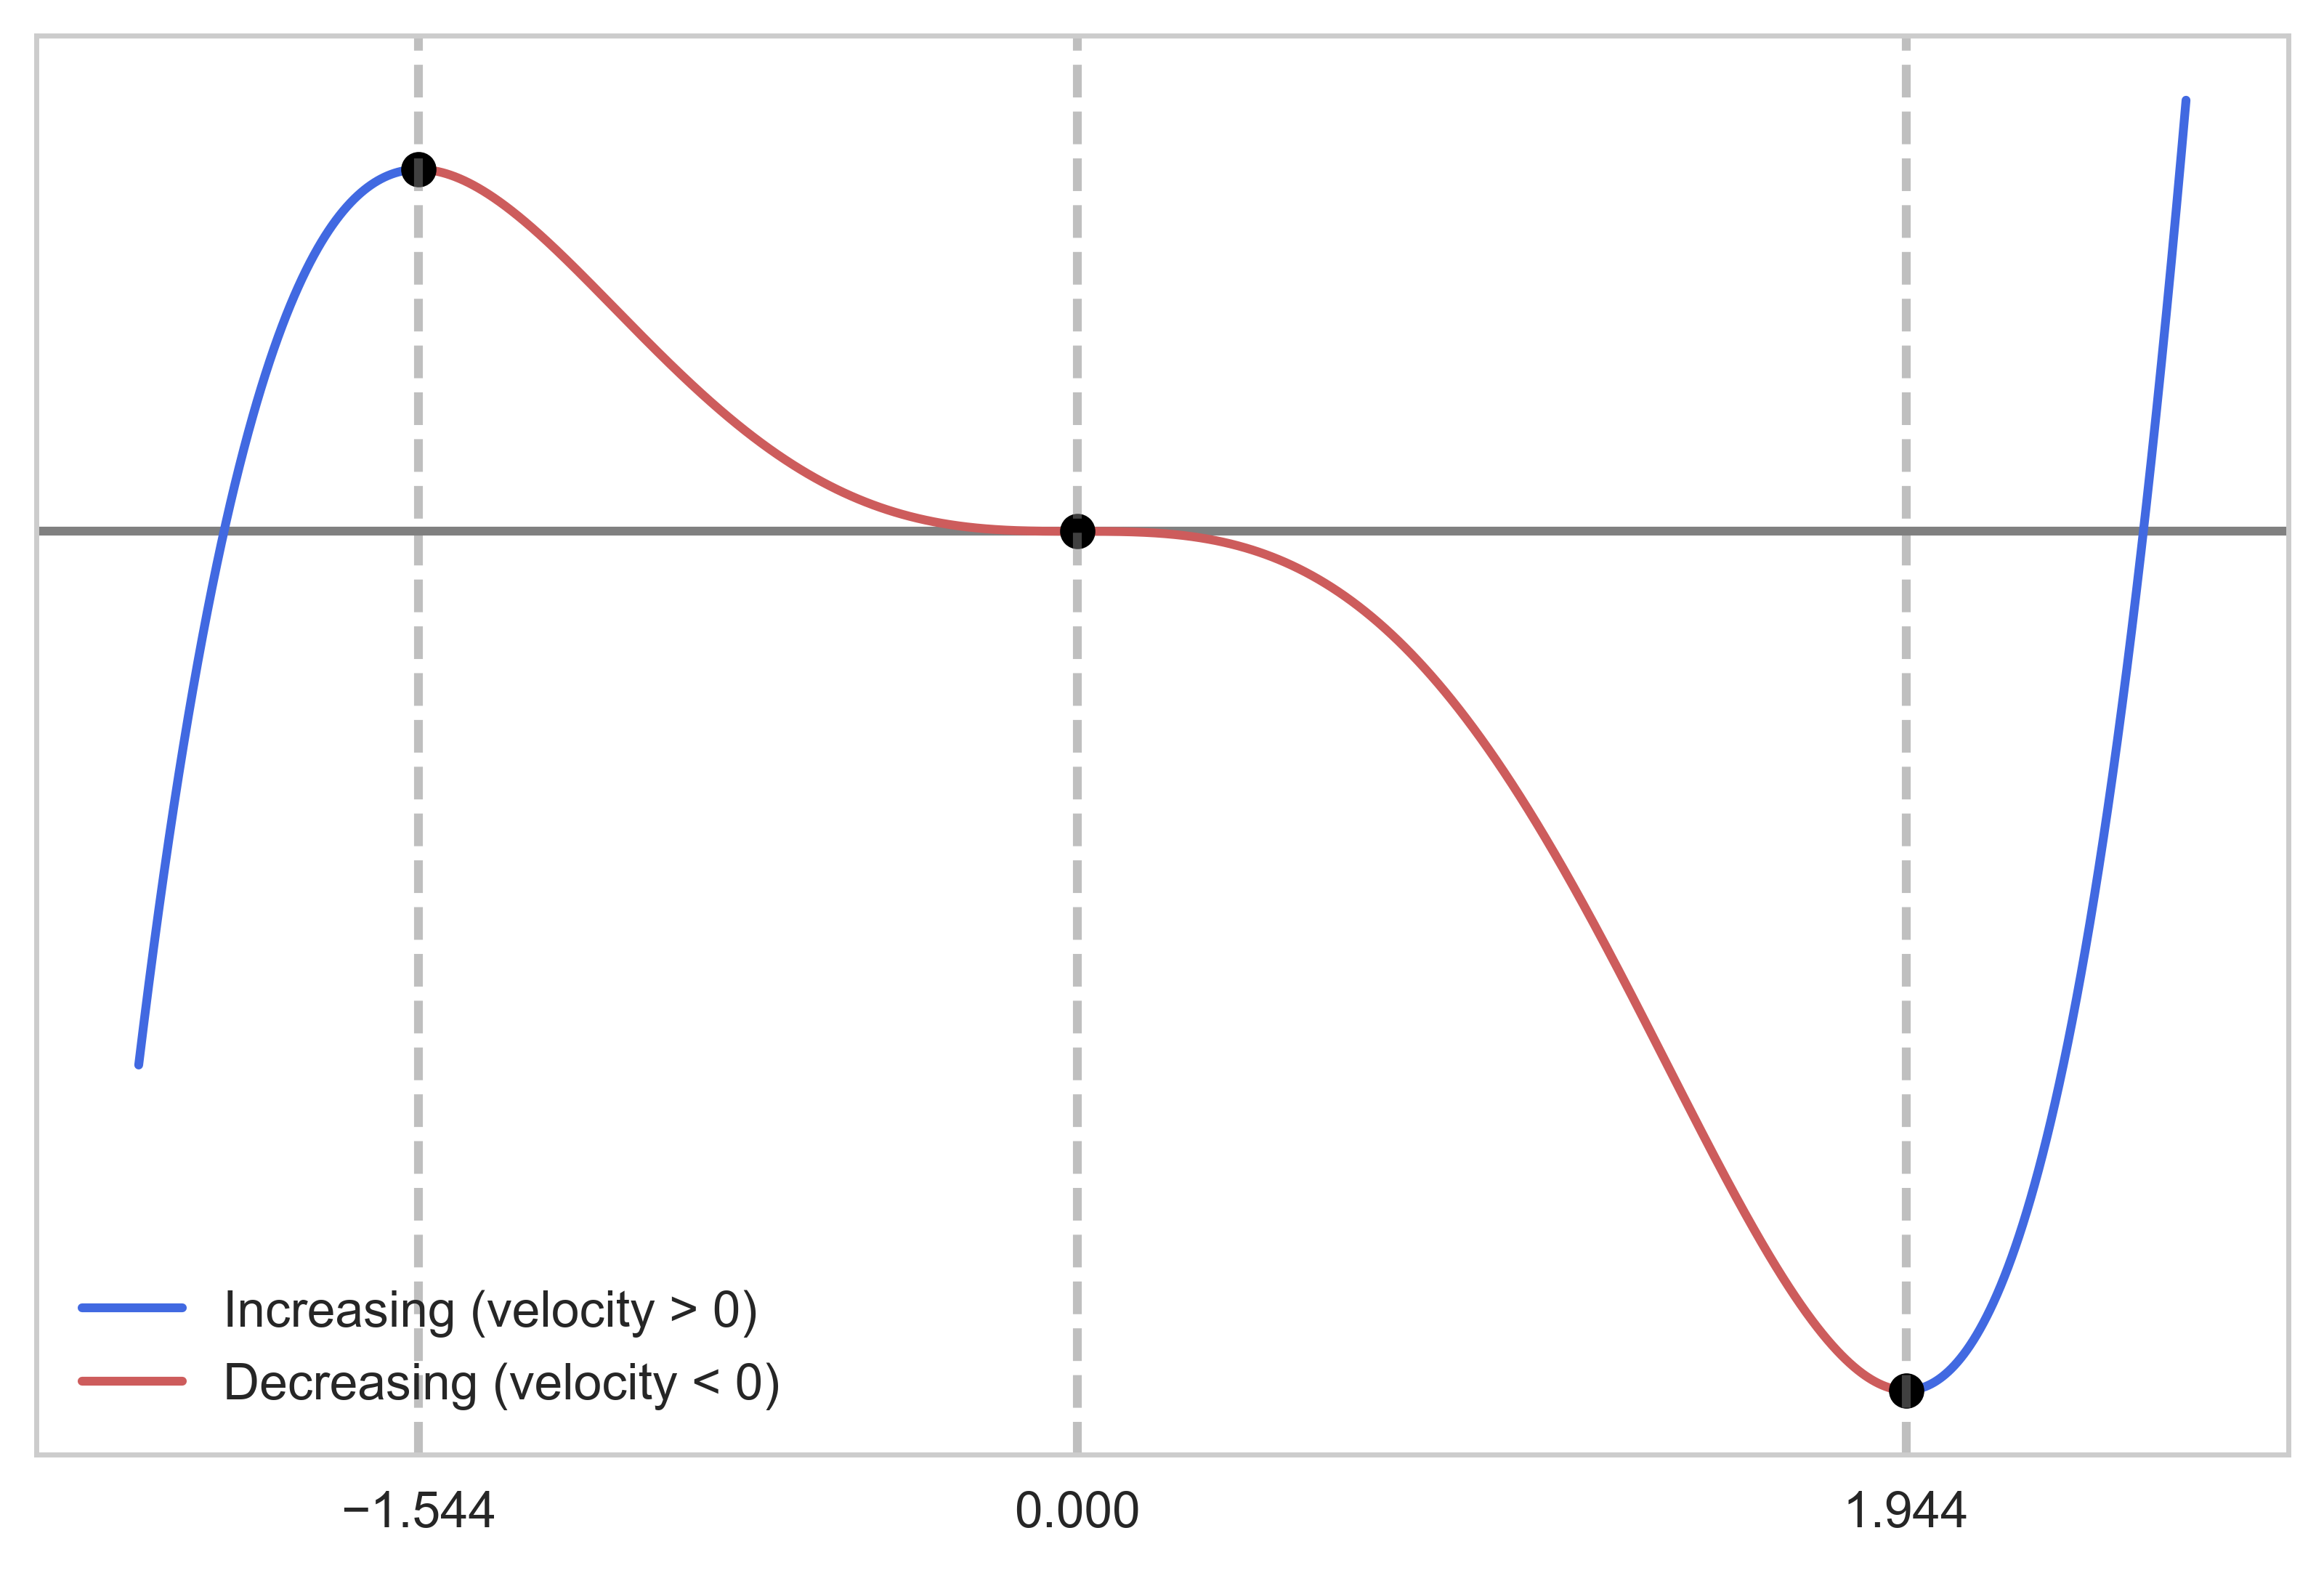 Increasing (velocity > 0)
Decreasing (velocity < 0)
−1.544
0.000
1.944